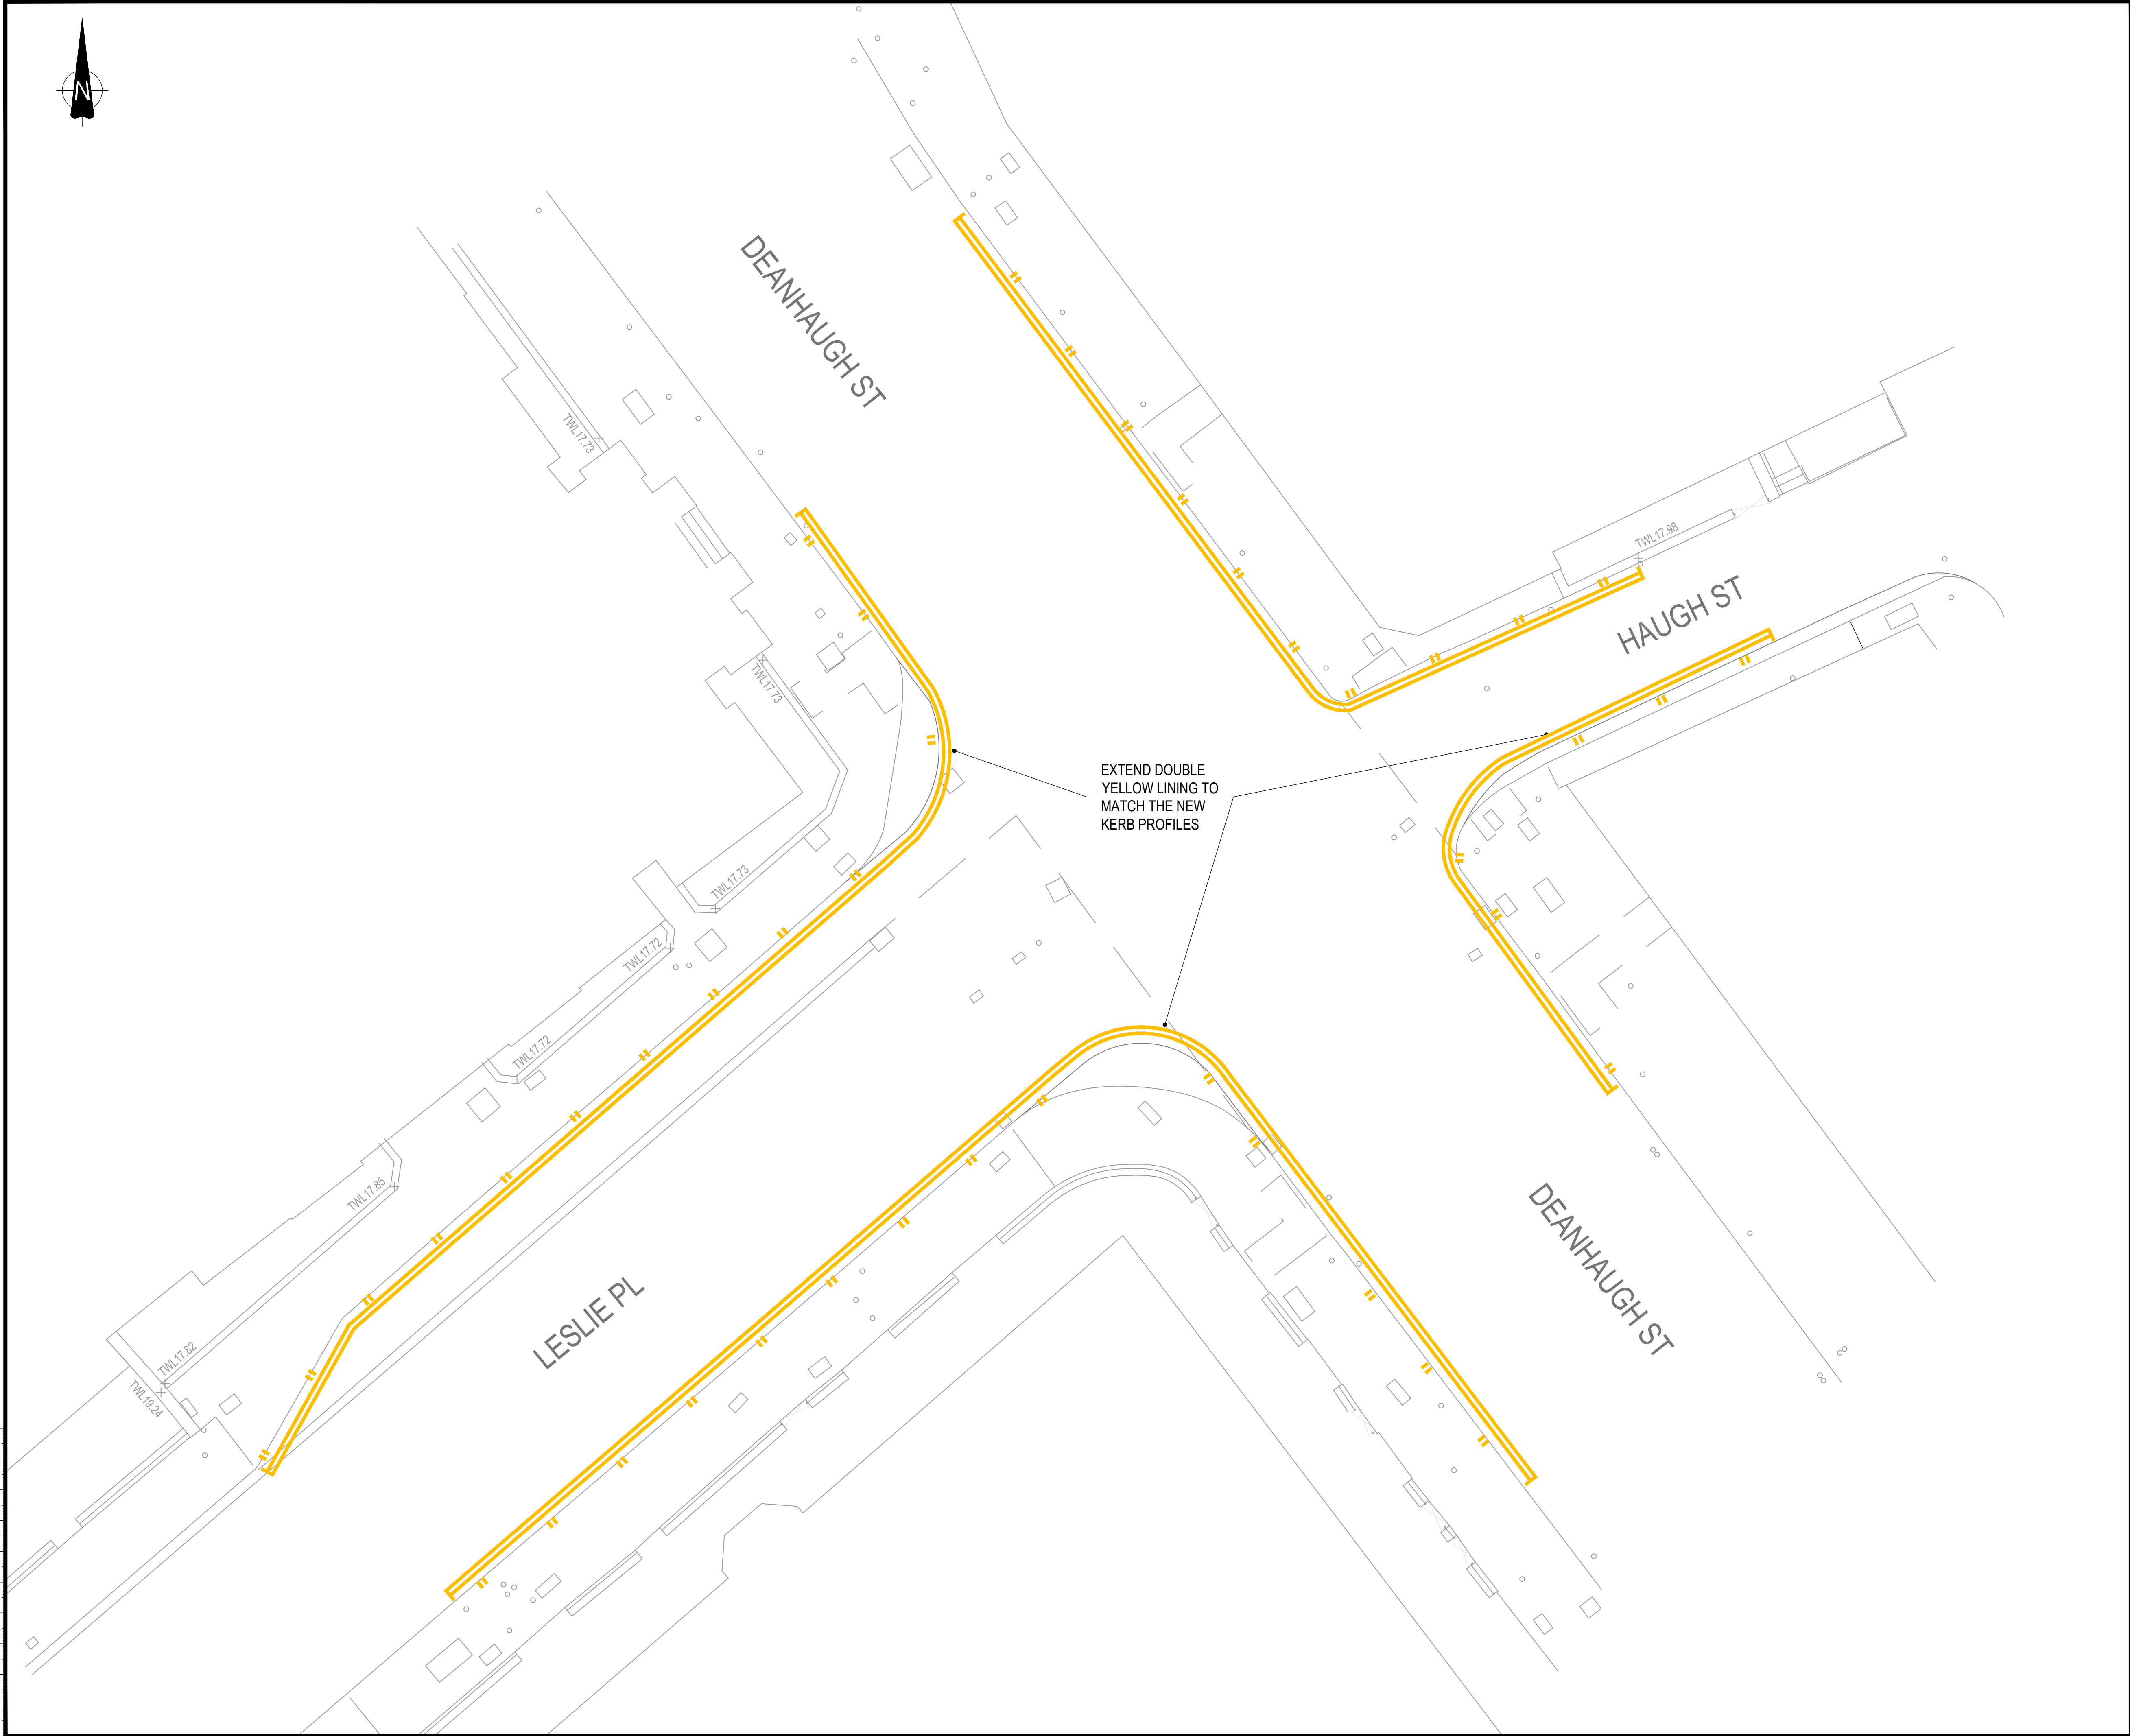 N
DEANHAUGH ST
TWL17.73
TWL17.98
HAUGH ST
TWL17.73
EXTEND DOUBLE
YELLOW LINING TO
MATCH THE NEW
KERB PROFILES
TWL17.73
TWL17.72
TWL17.72
TWL17.85
LESLIE PL
DEANHAUGH ST
TWL17.82
TWL19.24